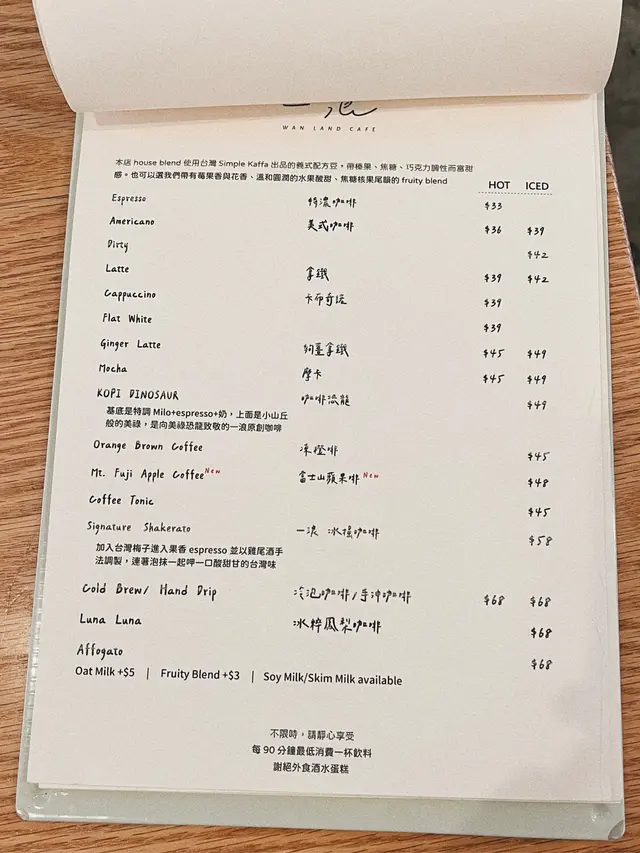 WAN LAND CAFE
本店 house blend 使用台灣 Simple Kaffa 出品的義式配方豆,帶榛果、焦糖、巧克力調性而富甜
感。也可以選我們帶有莓果香與花香、溫和圓潤的水果酸甜、焦糖核果尾韻的 fruity blend
HOT ICED
Espresso 特濃咖啡 $33
Americano 美式咖啡 $36 $39
Dirty $42
Latte 拿鐵 $39 $42
Cappuccino 卡布奇諾 $39
Flat White $39
Ginger Latte 薑拿鐵 $45 $49
Mocha 摩卡 $45 $49
KOPI DINOSAUR 咖啡恐龍 $49
基底是特調 Milo+espresso+奶,上面是小山丘
般的美祿,是向美祿恐龍致敬的一浪原創咖啡
Orange Brown Coffee 凍橙啡 $45
Mt. Fuji Apple Coffee New 富士山蘋果啡 New $48
Coffee Tonic $45
Signature Shakerato 一浪 冰搖咖啡 $58
加入台灣梅子進入果香 espresso 並以雞尾酒手
法調製,連著泡抹一起呷一口酸甜甘的台灣味
Cold Brew/ Hand Drip 冷泡咖啡/手沖咖啡 $68 $68
Luna Luna 冰粹鳳梨咖啡 $68
Affogato $68
Oat Milk +$5 | Fruity Blend +$3 | Soy Milk/Skim Milk available
不限時,請靜心享受
每 90 分鐘最低消費一杯飲料
謝絕外食酒水蛋糕